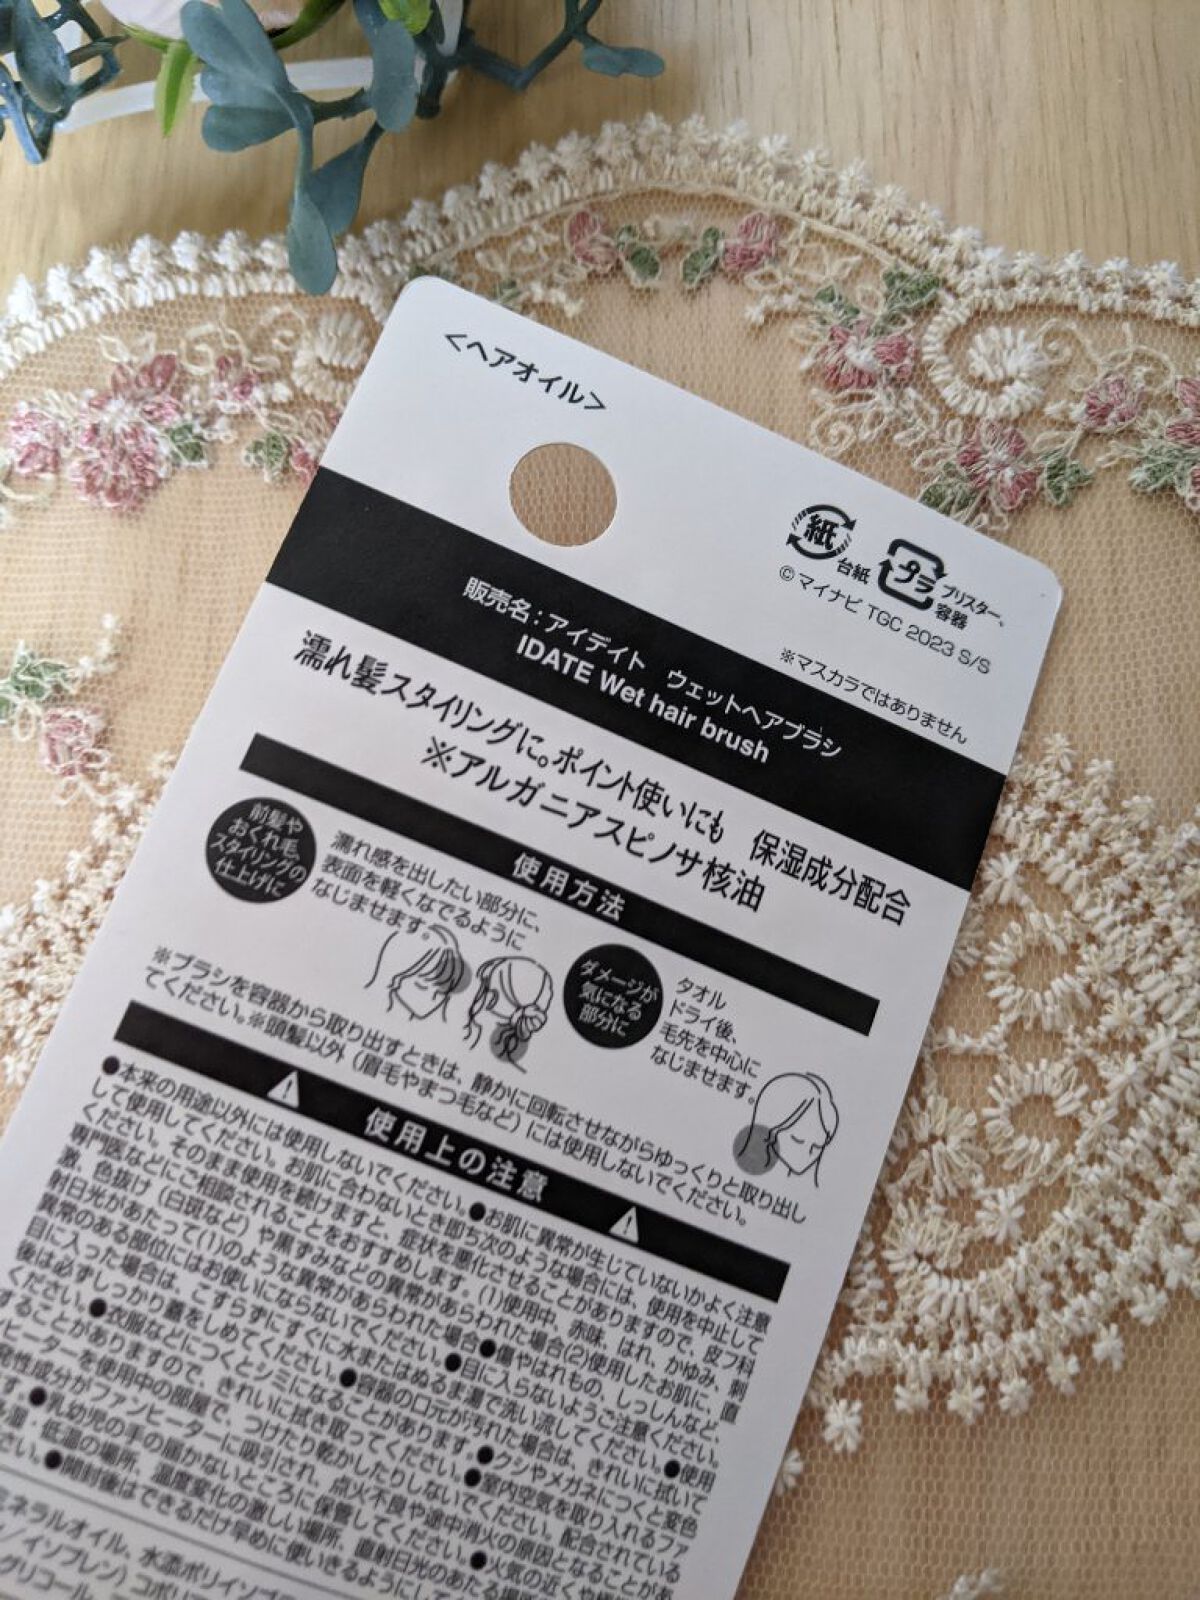 <ヘアオイル>
紙
台紙
プラ
ブリスター、
容器
© マイナビ TGC 2023 S/S
※マスカラではありません
販売名：アイディト　ウェットヘアブラシ
IDATE Wet hair brush
濡れ髪スタイリングに。ポイント使いにも　保湿成分配合
※アルガニアスピノサ核油
使用方法
前髪や
おくれ毛、
スタイリングの
仕上げに
濡れ感を出したい部分に、
表面を軽くなでるように
なじませます。
ダメージが
気になる
部分に
タオル
ドライ後、
毛先を中心に
なじませます。
※ブラシを容器から取り出すときは、静かに回転させながらゆっくりと取り出し
てください。※頭髪以外（眉毛やまつ毛など）には使用しないでください。
使用上の注意
●本来の用途以外には使用しないでください。●お肌に異常が生じていないかよく注意
して使用してください。お肌に合わないとき即ち次のような場合には、使用を中止して
ください。そのまま使用を続けますと、症状を悪化させることがありますので、皮フ科
専門医などにご相談されることをおすすめします。(1)使用中、赤味、はれ、かゆみ、刺
激、色抜け（白斑など）や黒ずみなどの異常があらわれた場合(2)使用したお肌に、直
射日光があたって(1)のような異常があらわれた場合●傷やはれもの、しっしんなど、
異常のある部位にはお使いにならないでください。●目に入らないようご注意ください。
目に入った場合は、こすらずにすぐに水またはぬるま湯で洗い流してください。●使用
後は必ずしっかり蓋をしめてください。●容器の口元が汚れた場合は、きれいに拭いて
ください。●衣服などにつくとシミになることがあります。●クシやメガネにつくと変色
することがありますので、きれいに拭き取ってください。●室内空気を取り入れるファ
ヒーターを使用中の部屋で、つけたり乾かしたりしないでください。配合されている
発性成分がファンヒーターに吸引され、点火不良や途中消火の原因となることがあ
す。●乳幼児の手の届かないところに保管してください。●火気の近くや
温・低温の場所、温度変化の激しい場所、直射日光のあたる場所
さい。●開封後はできるだけ早めに使いきるようにして
ミネラルオイル、水添ポリイソ
ン／イソプレン）コポリ
グリコール、